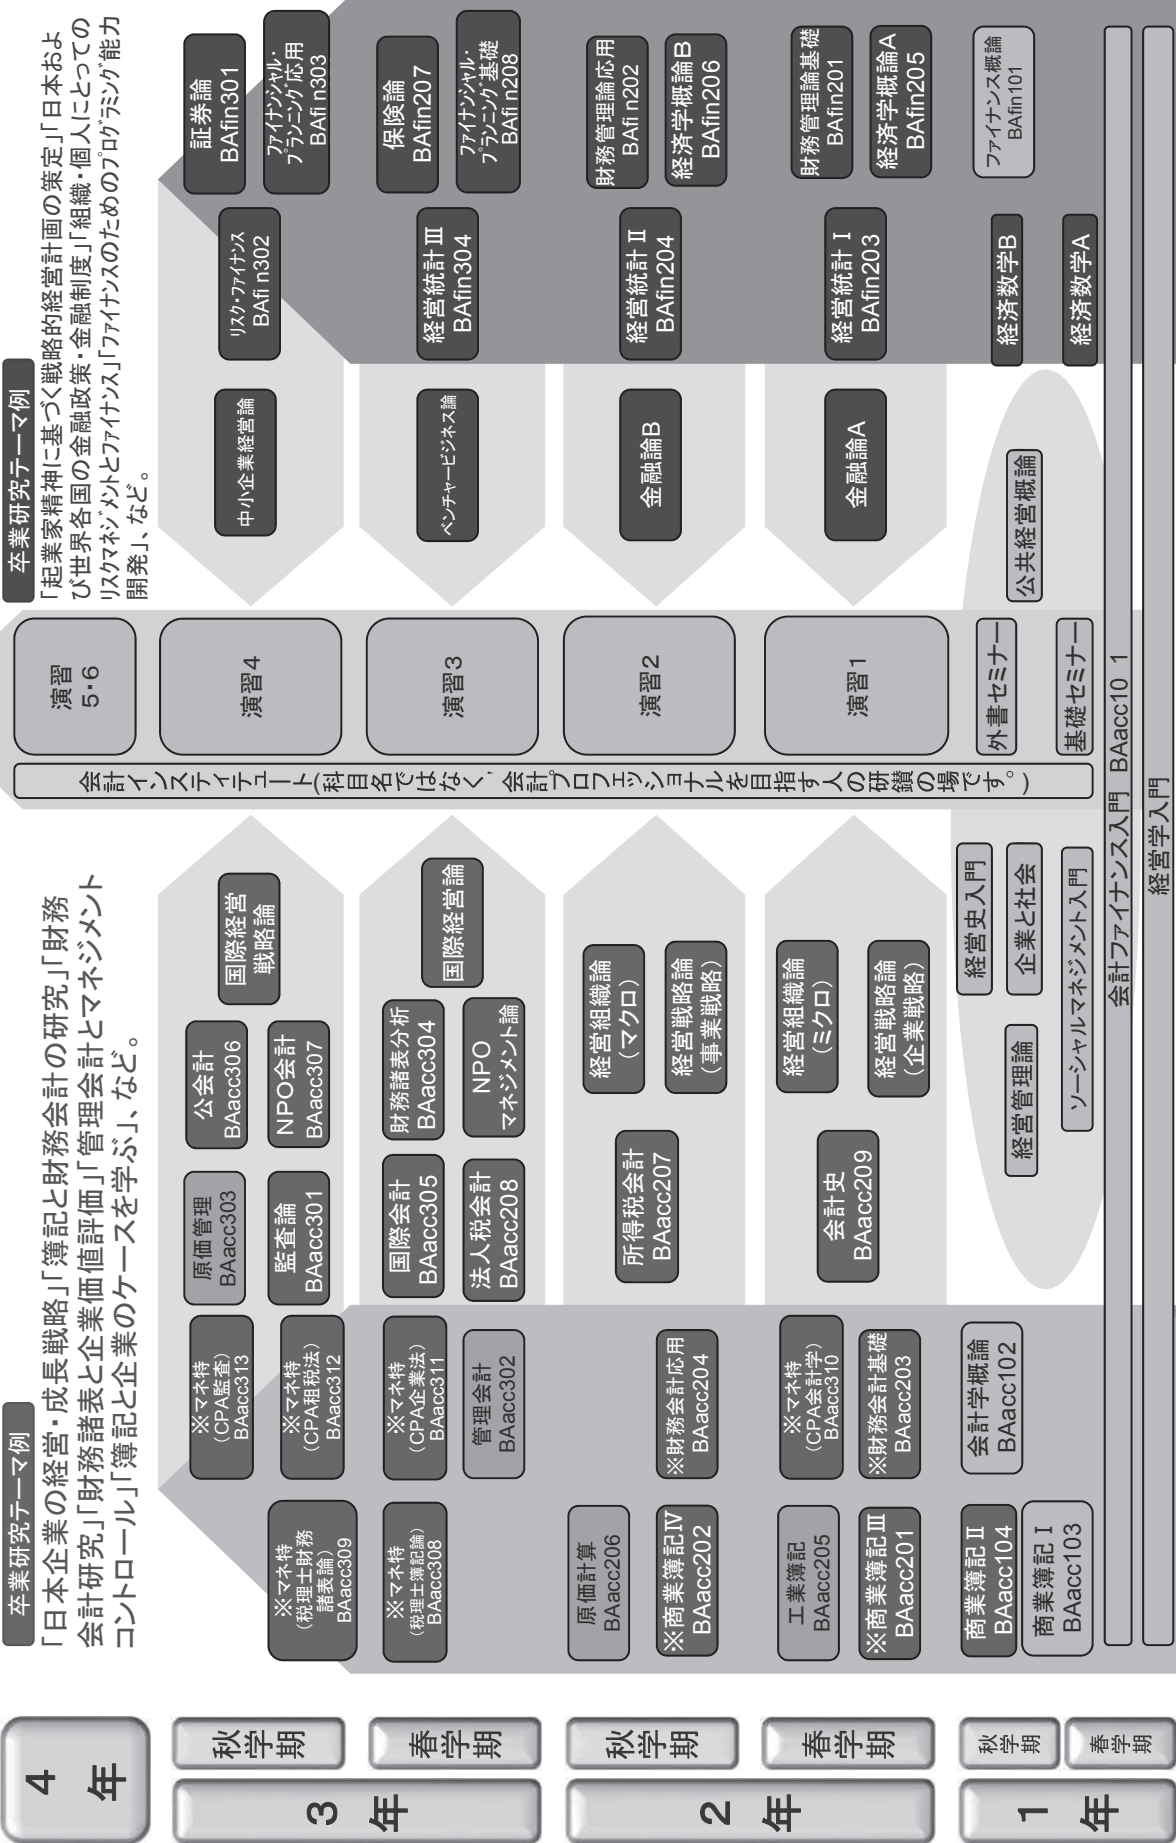 卒業研究テーマ例
「日本企業の経営・成長戦略」「簿記と財務会計の研究」「財務
会計研究」「財務諸表と企業価値評価」「管理会計とマネジメント
コントロール」「簿記と企業のケースを学ぶ」、など。
卒業研究テーマ例
「起業家精神に基づく戦略的経営計画の策定」「日本およ
び世界各国の金融政策・金融制度」「組織・個人にとっての
リスクマネジメントとファイナンス」「ファイナンスのためのプログラミング能力
開発」、など。
4
年
演習
5・6
会計インスティテュート(科目名ではなく、会計プロフェッショナルを目指す人の研鑽の場です。)
3
年
秋学期
※マネ特
(税理士財務
諸表論)
BAacc309
※マネ特
(CPA監査)
BAacc313
※マネ特
(CPA租税法)
BAacc312
原価管理
BAacc303
監査論
BAacc301
公会計
BAacc306
NPO会計
BAacc307
国際経営
戦略論
演習4
中小企業経営論
リスク・ファイナンス
BAfin302
証券論
BAfin301
ファイナンシャル・
プランニング応用
BAfin303
春学期
※マネ特
(税理士簿記論)
BAacc308
※マネ特
(CPA企業法)
BAacc311
管理会計
BAacc302
国際会計
BAacc305
法人税会計
BAacc208
財務諸表分析
BAacc304
NPO
マネジメント論
国際経営論
演習3
ベンチャービジネス論
経営統計Ⅲ
BAfin304
保険論
BAfin207
ファイナンシャル・
プランニング基礎
BAfin208
2
年
秋学期
原価計算
BAacc206
※商業簿記Ⅳ
BAacc202
※財務会計応用
BAacc204
所得税会計
BAacc207
経営組織論
(マクロ)
経営戦略論
(事業戦略)
演習2
金融論B
経営統計Ⅱ
BAfin204
財務管理論応用
BAfin202
経済学概論B
BAfin206
春学期
工業簿記
BAacc205
※商業簿記Ⅲ
BAacc201
※マネ特
(CPA会計学)
BAacc310
※財務会計基礎
BAacc203
会計史
BAacc209
経営組織論
(ミクロ)
経営戦略論
(企業戦略)
演習1
金融論A
経営統計Ⅰ
BAfin203
財務管理論基礎
BAfin201
経済学概論A
BAfin205
1
年
秋学期
春学期
商業簿記Ⅱ
BAacc104
商業簿記Ⅰ
BAacc103
会計学概論
BAacc102
経営管理論
経営史入門
企業と社会
ソーシャルマネジメント入門
外書セミナー
基礎セミナー
公共経営概論
経済数学B
経済数学A
ファイナンス概論
BAfin101
会計ファイナンス入門 BAacc10 1
経営学入門